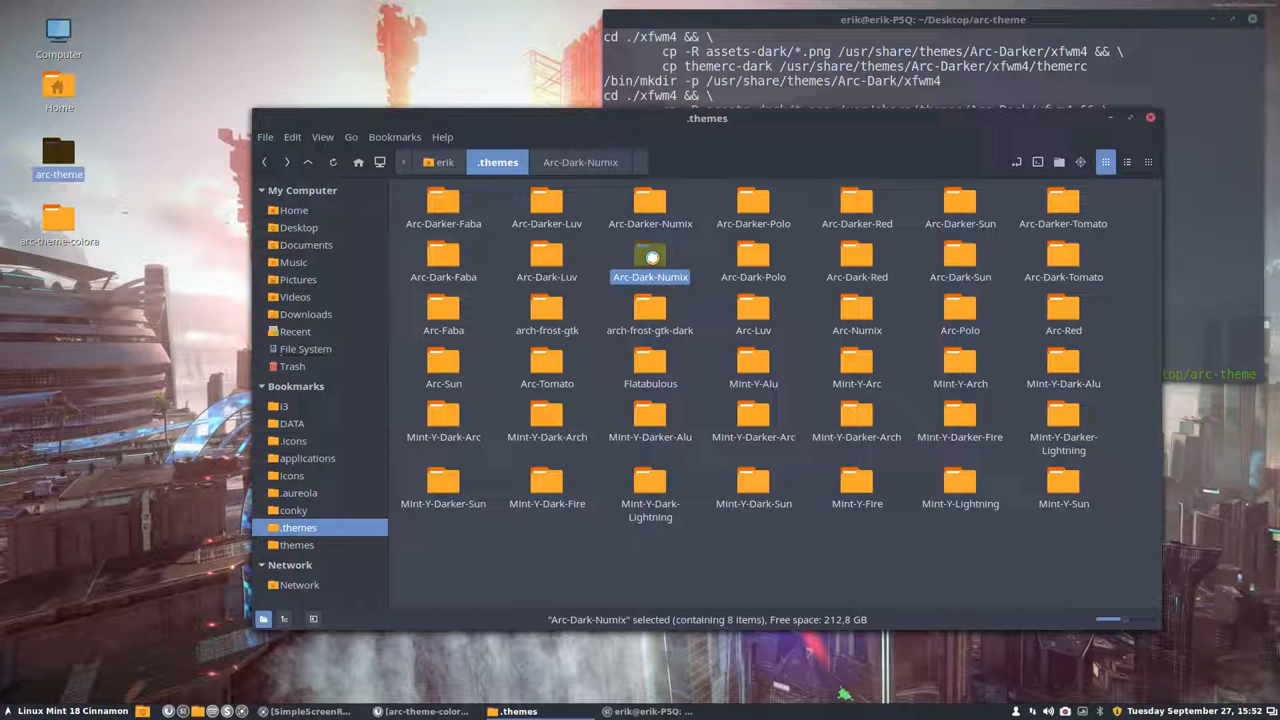 Computer
Home
arc-theme
arc-theme-colora
erik@erik-P5Q: ~/Desktop/arc-theme
cd ./xfwm4 && \
cp -R assets-dark/*.png /usr/share/themes/Arc-Darker/xfwm4 && \
cp themerc-dark /usr/share/themes/Arc-Darker/xfwm4/themerc
/bin/mkdir -p /usr/share/themes/Arc-Dark/xfwm4
cd ./xfwm4 && \
top/arc-theme
.themes
File Edit View Go Bookmarks Help
erik .themes Arc-Dark-Numix
My Computer
Home
Desktop
Documents
Music
Pictures
Videos
Downloads
Recent
File System
Trash
Bookmarks
i3
DATA
.icons
applications
icons
.aureola
conky
.themes
themes
Network
Network
Arc-Darker-Faba Arc-Darker-Luv Arc-Darker-Numix Arc-Darker-Polo Arc-Darker-Red Arc-Darker-Sun Arc-Darker-Tomato
Arc-Dark-Faba Arc-Dark-Luv Arc-Dark-Numix Arc-Dark-Polo Arc-Dark-Red Arc-Dark-Sun Arc-Dark-Tomato
Arc-Faba arch-frost-gtk arch-frost-gtk-dark Arc-Luv Arc-Numix Arc-Polo Arc-Red
Arc-Sun Arc-Tomato Flatabulous Mint-Y-Alu Mint-Y-Arc Mint-Y-Arch Mint-Y-Dark-Alu
Mint-Y-Dark-Arc Mint-Y-Dark-Arch Mint-Y-Darker-Alu Mint-Y-Darker-Arc Mint-Y-Darker-Arch Mint-Y-Darker-Fire Mint-Y-Darker-
Lightning
Mint-Y-Darker-Sun Mint-Y-Dark-Fire Mint-Y-Dark- Mint-Y-Dark-Sun Mint-Y-Fire Mint-Y-Lightning Mint-Y-Sun
Lightning
"Arc-Dark-Numix" selected (containing 8 items), Free space: 212,8 GB
Linux Mint 18 Cinnamon [SimpleScreenR... [arc-theme-color... .themes erik@erik-P5Q: ... Tuesday September 27, 15:52